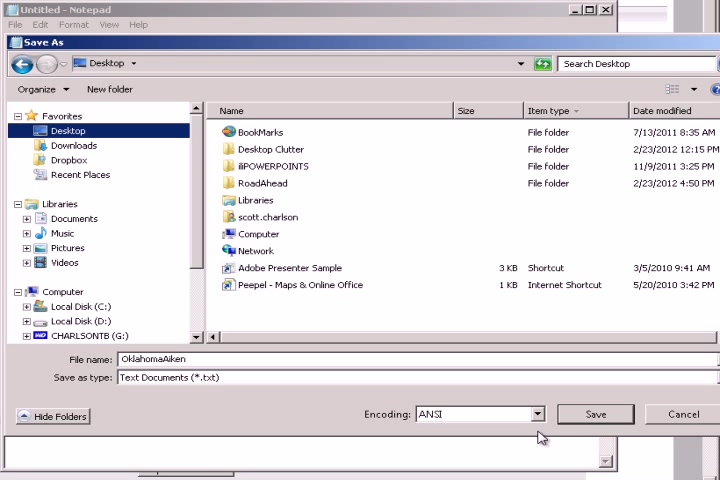 Untitled - Notepad
File Edit Format View Help
Save As
Desktop
Search Desktop
Organize New folder
Name Size Item type Date modified
Favorites
Desktop
Downloads
Dropbox
Recent Places
Libraries
Documents
Music
Pictures
Videos
Computer
Local Disk (C:)
Local Disk (D:)
CHARLSONTB (G:)
BookMarks File folder 7/13/2011 8:35 AM
Desktop Clutter File folder 2/23/2012 12:15 PM
iliPOWERPOINTS File folder 11/9/2011 3:25 PM
RoadAhead File folder 2/23/2012 4:50 PM
Libraries
scott.charlson
Computer
Network
Adobe Presenter Sample 3 KB Shortcut 3/5/2010 9:41 AM
Peepel - Maps & Online Office 1 KB Internet Shortcut 5/20/2010 3:42 PM
File name: OklahomaAiken
Save as type: Text Documents (*.txt)
Hide Folders Encoding: ANSI Save Cancel